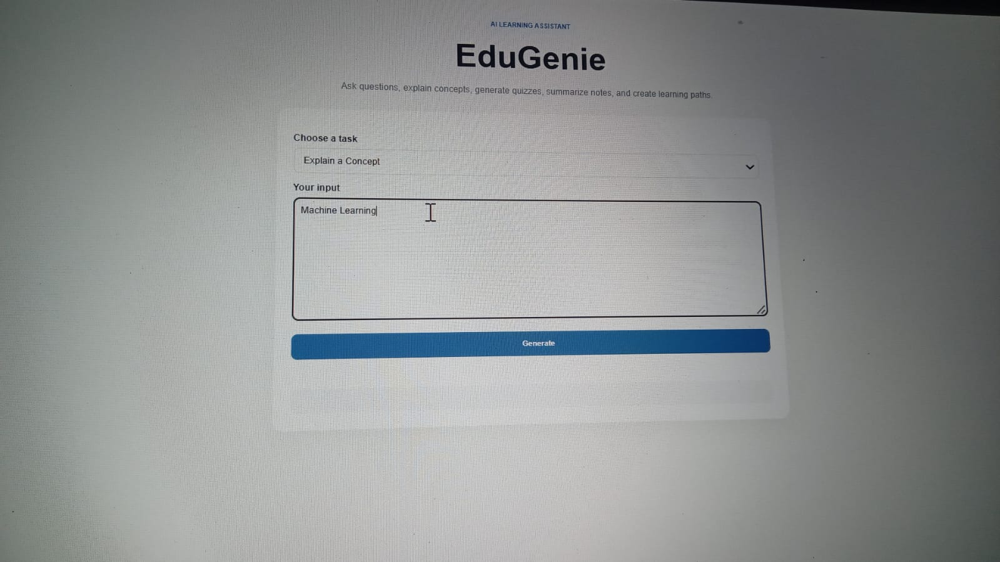 AI LEARNING ASSISTANT
EduGenie
Ask questions, explain concepts, generate quizzes, summarize notes, and create learning paths.
Choose a task
Explain a Concept
Your input
Machine Learning
Generate